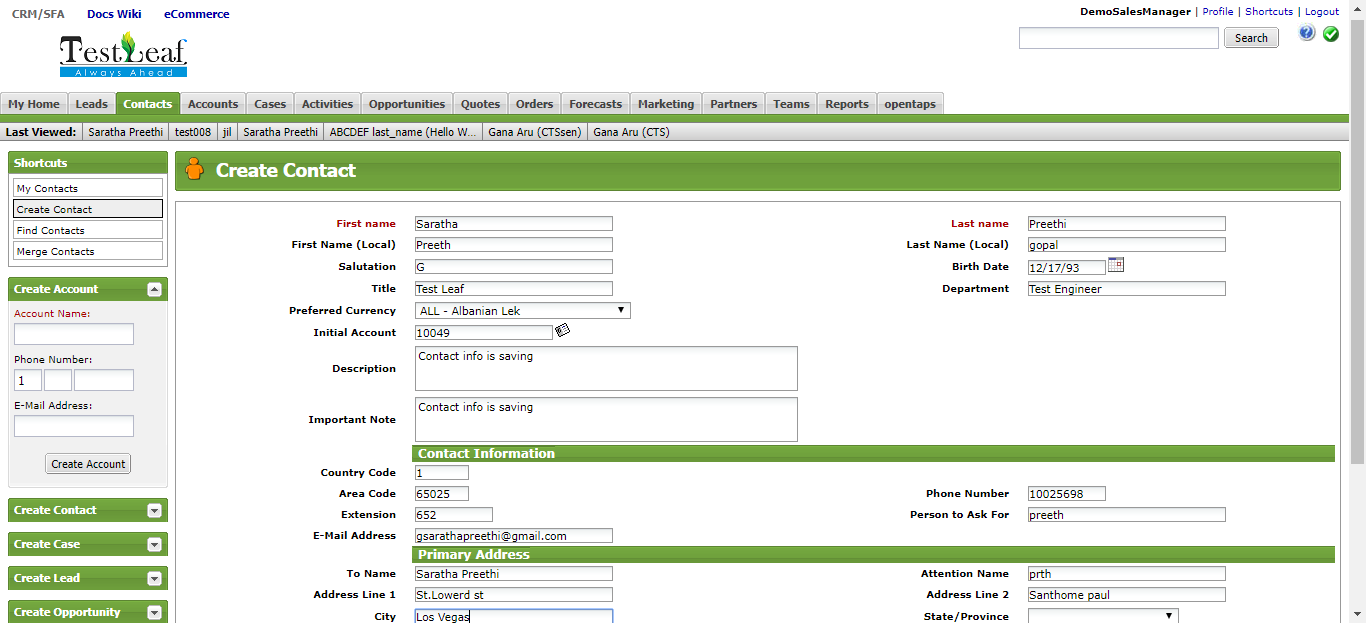 CRM/SFA Docs Wiki eCommerce
DemoSalesManager | Profile | Shortcuts | Logout
TestLeaf
Always Ahead
Search
?
My Home Leads Contacts Accounts Cases Activities Opportunities Quotes Orders Forecasts Marketing Partners Teams Reports opentaps
Last Viewed: Saratha Preethi test008 jil Saratha Preethi ABCDEF last_name (Hello W... Gana Aru (CTSsen) Gana Aru (CTS)
Shortcuts
My Contacts
Create Contact
Find Contacts
Merge Contacts
Create Account
Account Name:
Phone Number:
1
E-Mail Address:
Create Account
Create Contact
Create Case
Create Lead
Create Opportunity
Create Contact
First name Saratha Last name Preethi
First Name (Local) Preeth Last Name (Local) gopal
Salutation G Birth Date 12/17/93
Title Test Leaf Department Test Engineer
Preferred Currency ALL - Albanian Lek
Initial Account 10049
Description Contact info is saving
Important Note Contact info is saving
Contact Information
Country Code 1
Area Code 65025 Phone Number 10025698
Extension 652 Person to Ask For preeth
E-Mail Address gsarathapreethi@gmail.com
Primary Address
To Name Saratha Preethi Attention Name prth
Address Line 1 St.Lowerd st Address Line 2 Santhome paul
City Los Vegas State/Province